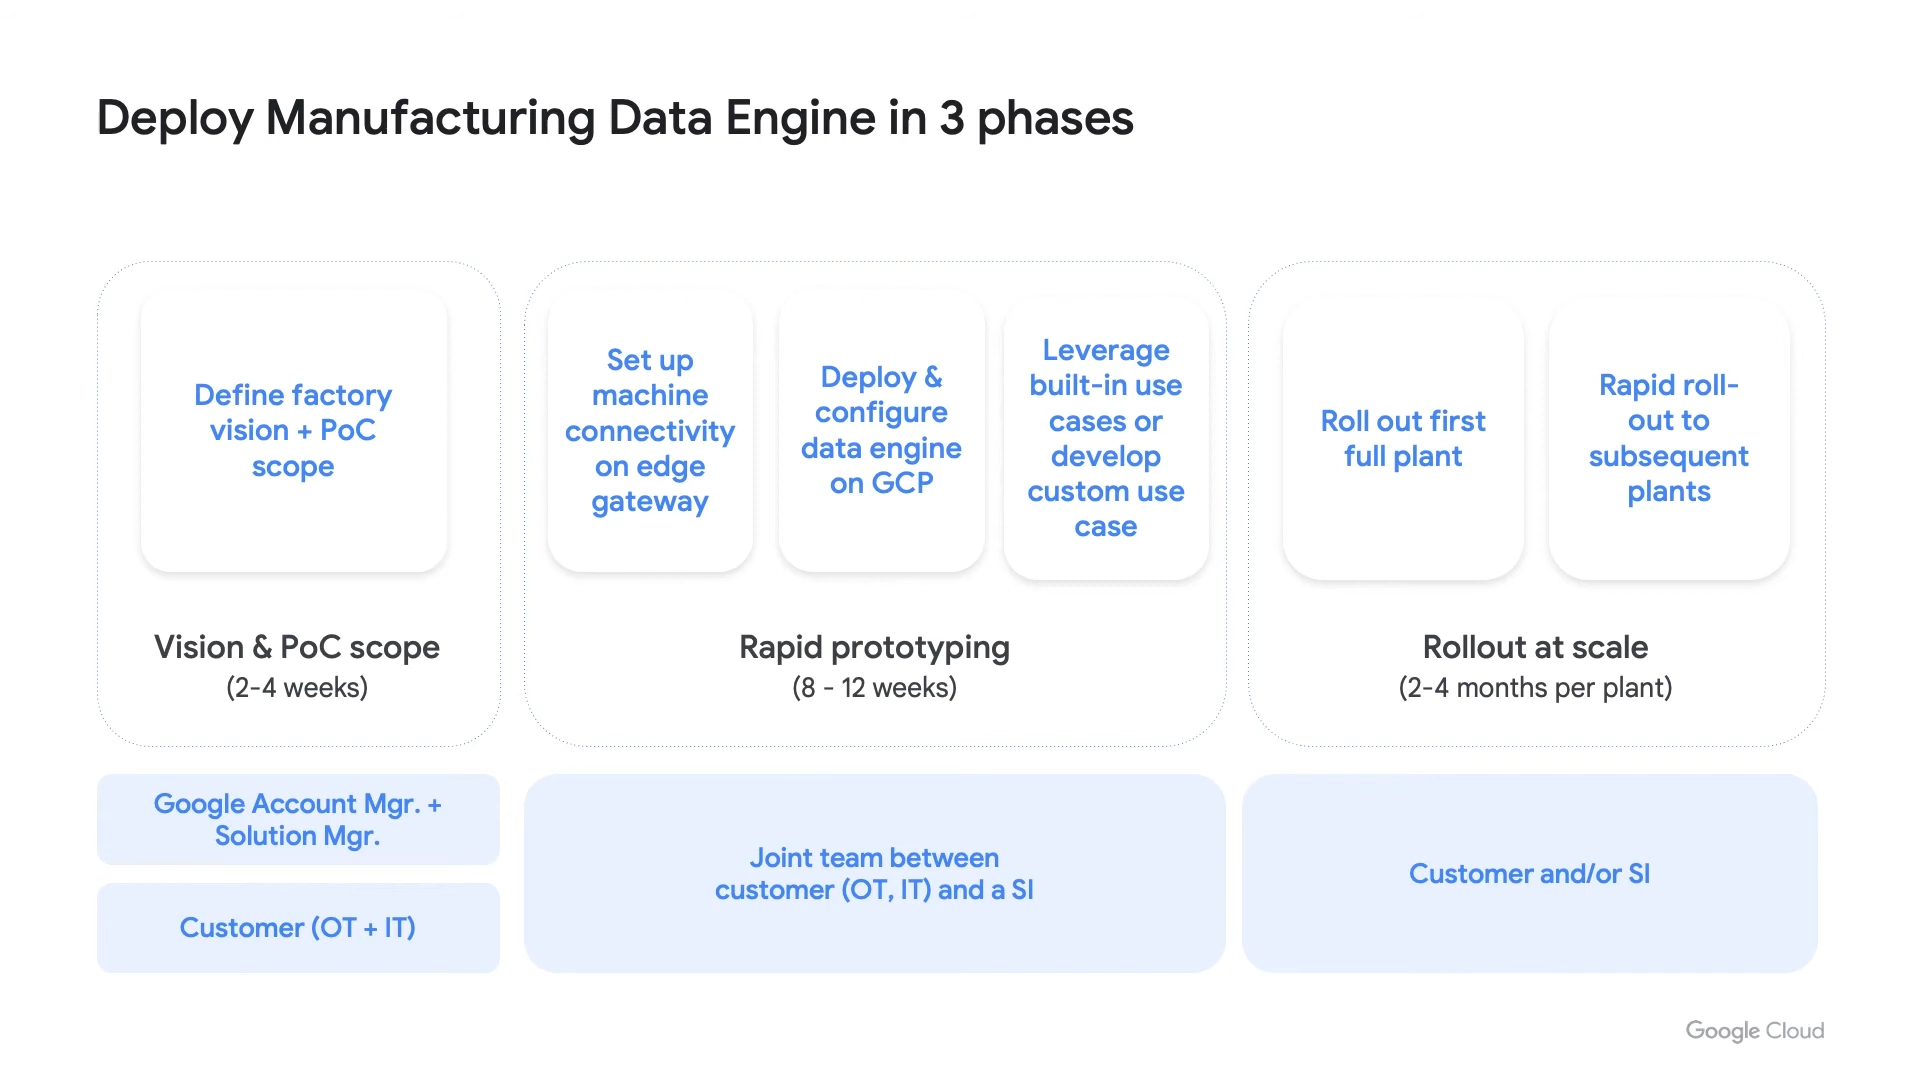 Deploy Manufacturing Data Engine in 3 phases
Define factory
vision + PoC
scope
Set up
machine
connectivity
on edge
gateway
Deploy &
configure
data engine
on GCP
Leverage
built-in use
cases or
develop
custom use
case
Roll out first
full plant
Rapid roll-
out to
subsequent
plants
Vision & PoC scope
(2-4 weeks)
Rapid prototyping
(8 - 12 weeks)
Rollout at scale
(2-4 months per plant)
Google Account Mgr. +
Solution Mgr.
Customer (OT + IT)
Joint team between
customer (OT, IT) and a SI
Customer and/or SI
Google Cloud